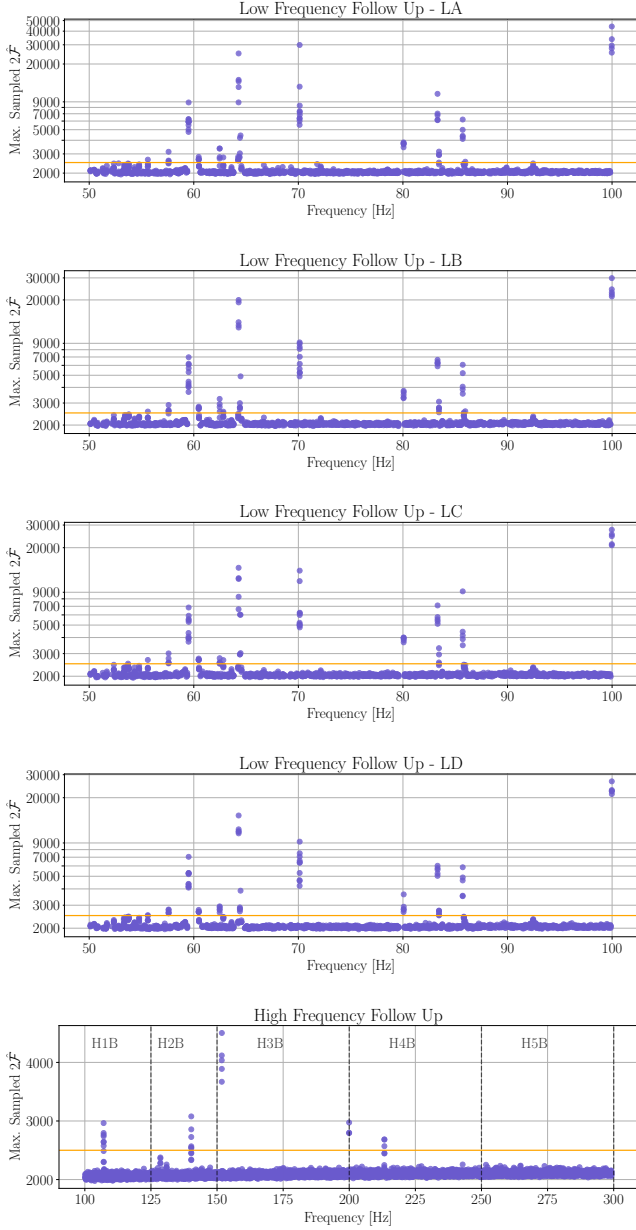 Low Frequency Follow Up - LA
Max. Sampled 2F̂
50000
40000
30000
20000
9000
7000
5000
3000
2000
50 60 70 80 90 100
Frequency [Hz]
Low Frequency Follow Up - LB
Max. Sampled 2F̂
30000
20000
9000
7000
5000
3000
2000
50 60 70 80 90 100
Frequency [Hz]
Low Frequency Follow Up - LC
Max. Sampled 2F̂
30000
20000
9000
7000
5000
3000
2000
50 60 70 80 90 100
Frequency [Hz]
Low Frequency Follow Up - LD
Max. Sampled 2F̂
30000
20000
9000
7000
5000
3000
2000
50 60 70 80 90 100
Frequency [Hz]
High Frequency Follow Up
H1B H2B H3B H4B H5B
Max. Sampled 2F̂
4000
3000
2000
100 125 150 175 200 225 250 275 300
Frequency [Hz]